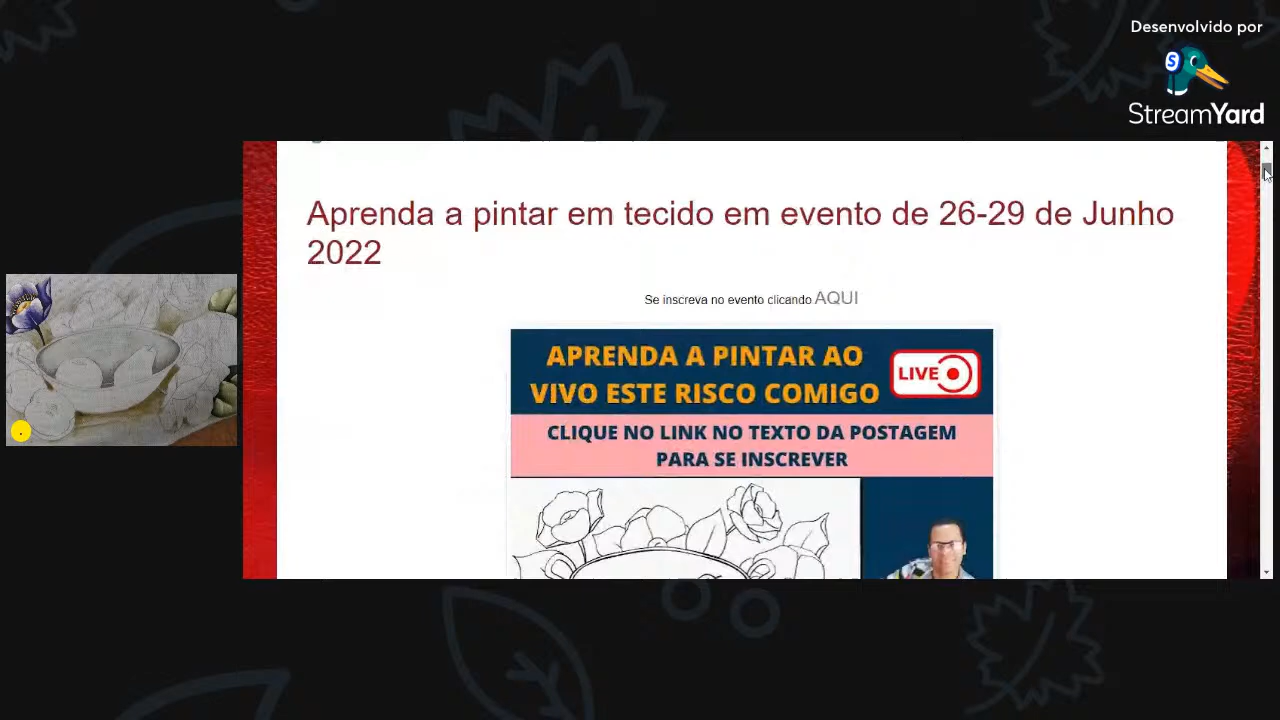 Desenvolvido por
StreamYard
Aprenda a pintar em tecido em evento de 26-29 de Junho
2022
Se inscreva no evento clicando AQUI
APRENDA A PINTAR AO
VIVO ESTE RISCO COMIGO
LIVE
CLIQUE NO LINK NO TEXTO DA POSTAGEM
PARA SE INSCREVER